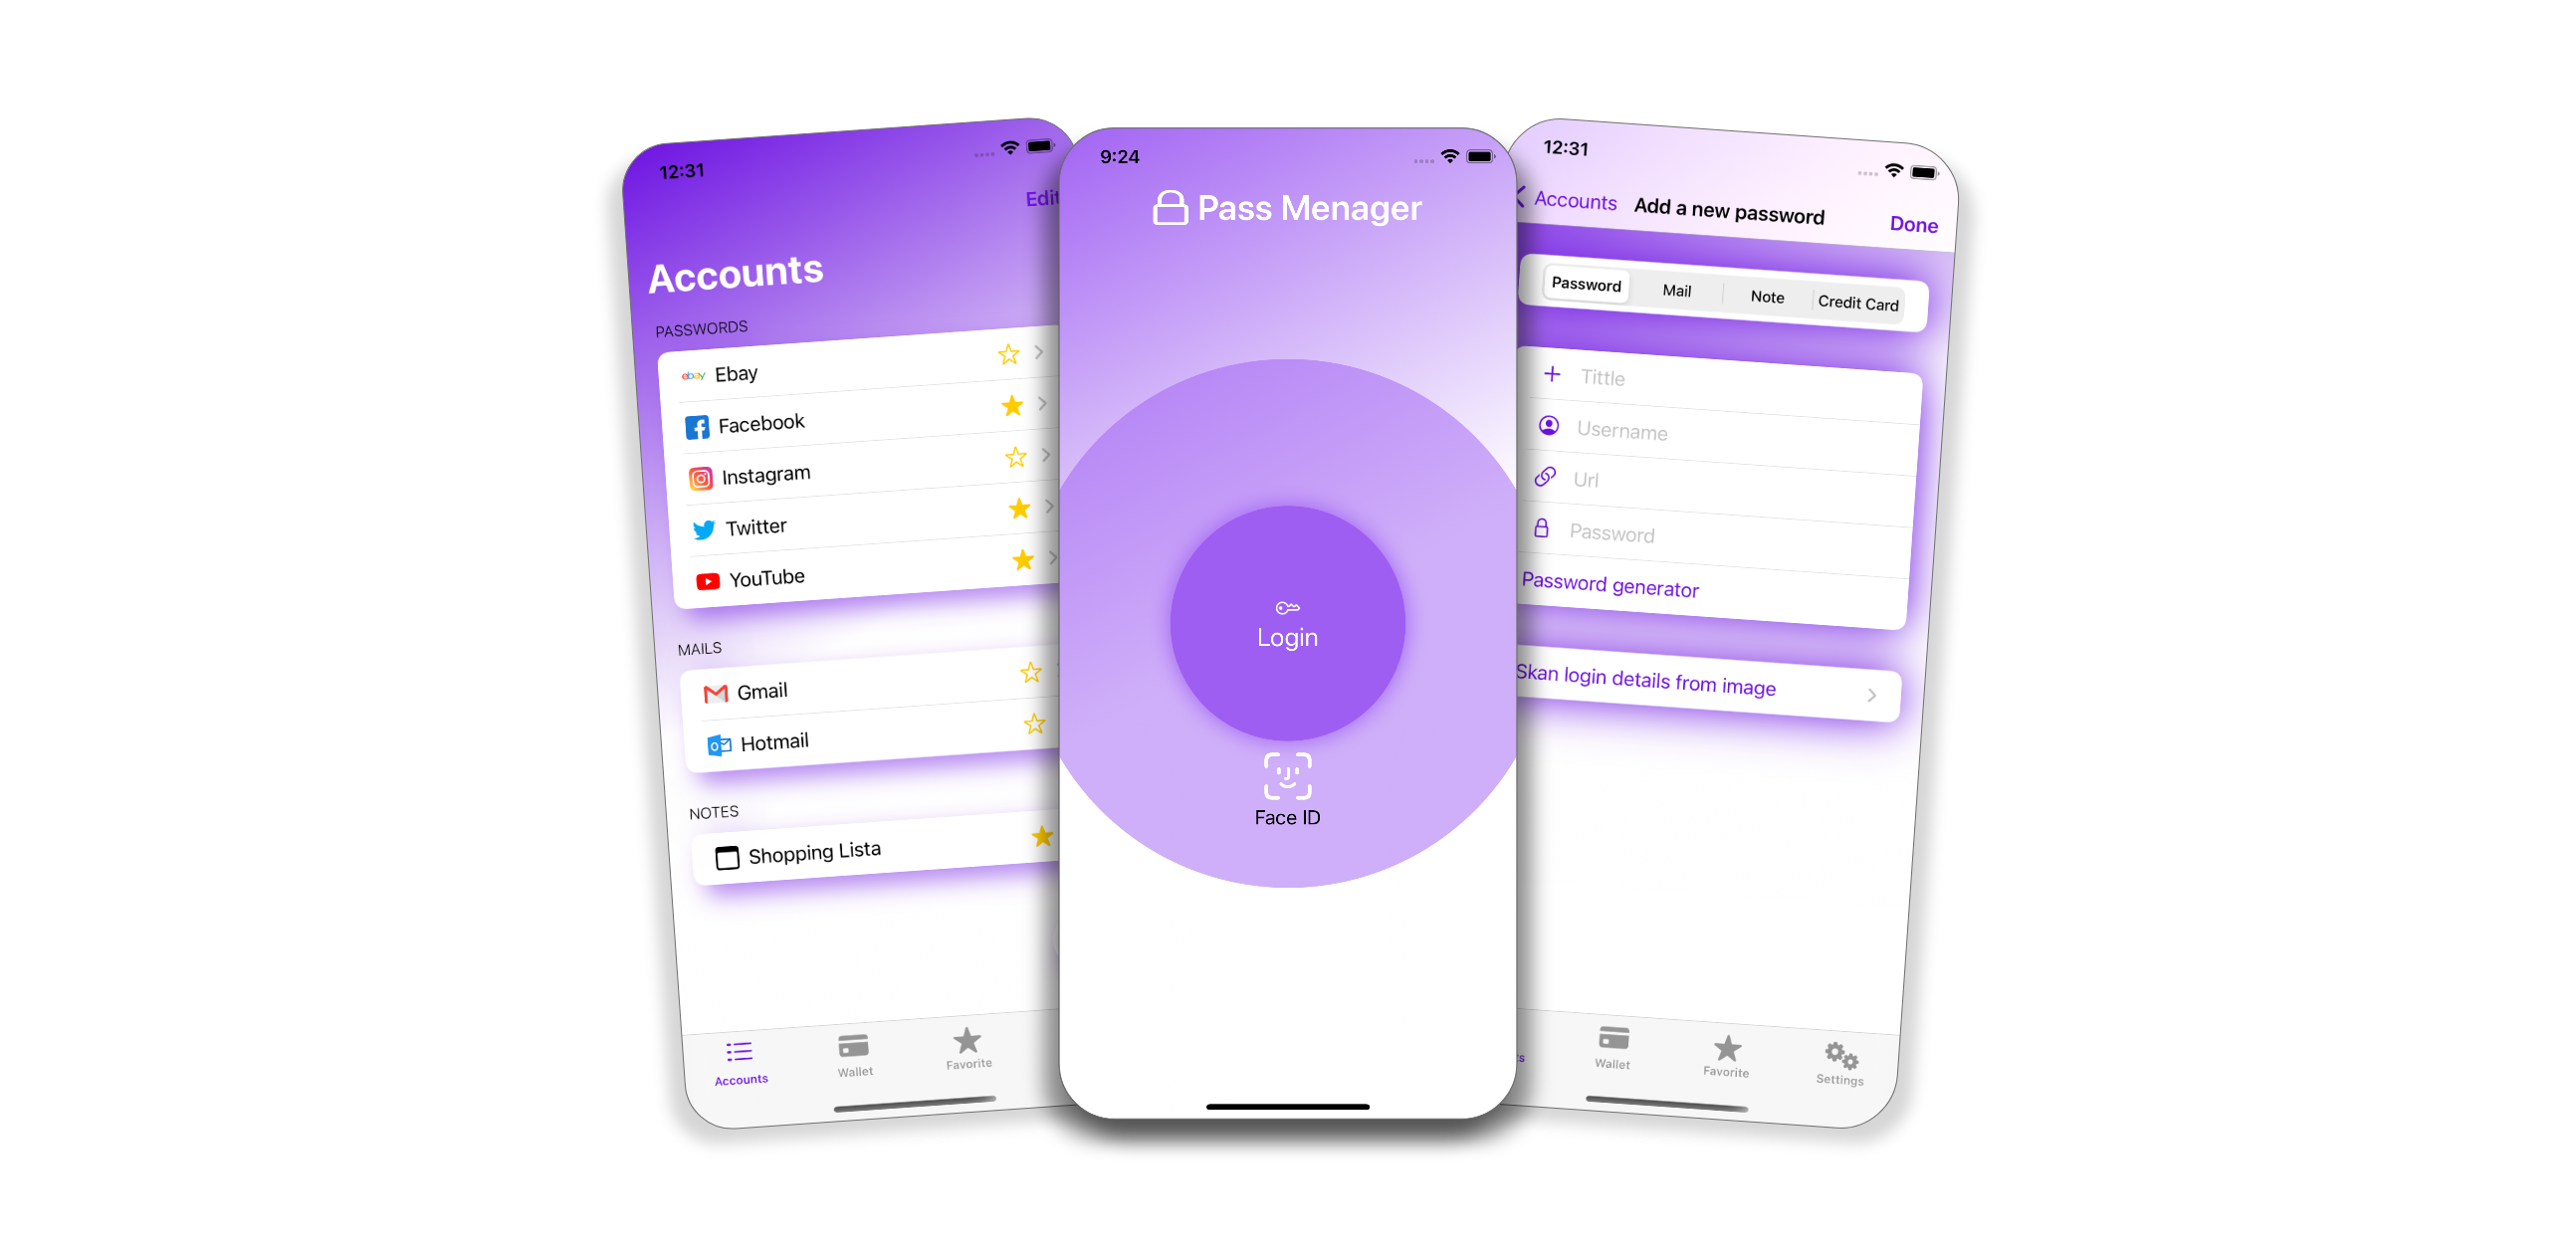 12:31
Edit
Accounts
PASSWORDS
ebay Ebay
Facebook
Instagram
Twitter
YouTube
MAILS
Gmail
Hotmail
NOTES
Shopping Lista
Accounts
Wallet
Favorite
9:24
Pass Menager
Login
Face ID
12:31
Accounts
Add a new password
Done
Password
Mail
Note
Credit Card
Tittle
Username
Url
Password
Password generator
Skan login details from image
Wallet
Favorite
Settings